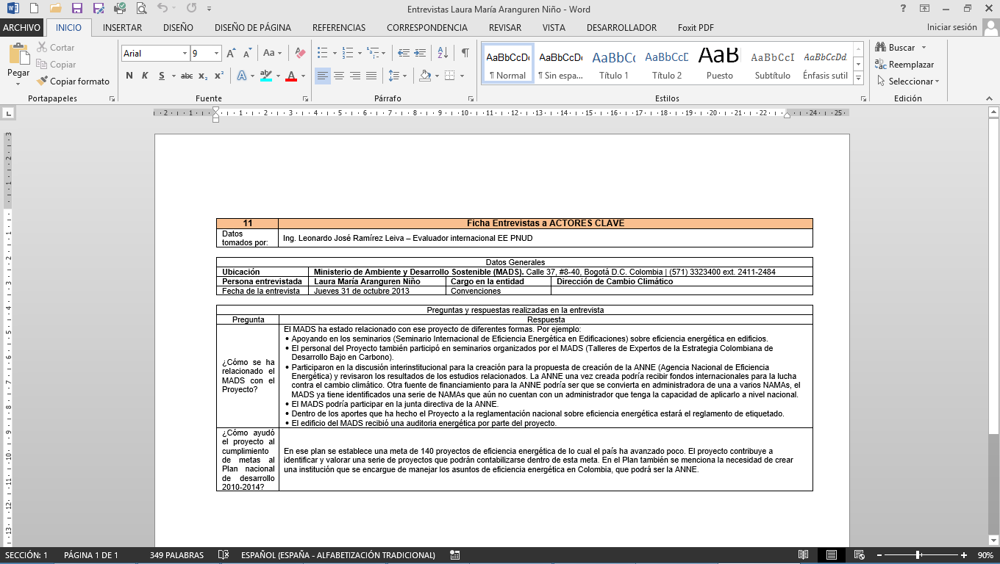 Entrevistas Laura María Aranguren Niño - Word
ARCHIVO INICIO INSERTAR DISEÑO DISEÑO DE PÁGINA REFERENCIAS CORRESPONDENCIA REVISAR VISTA DESARROLLADOR Foxit PDF Iniciar sesión
Pegar
Cortar
Copiar
Copiar formato
Portapapeles
Arial 9
N K S abc x₂ x²
Fuente
Párrafo
AaBbCcDc AaBbCcDc AaBbCc AaBbCcD AaB AaBbCcI AaBbCcDd.
¶ Normal ¶ Sin espa... Título 1 Título 2 Puesto Subtítulo Énfasis sutil
Estilos
Buscar
Reemplazar
Seleccionar
Edición
11 Ficha Entrevistas a ACTORES CLAVE
Datos
tomados por:
Ing. Leonardo José Ramírez Leiva – Evaluador internacional EE PNUD
Datos Generales
Ubicación Ministerio de Ambiente y Desarrollo Sostenible (MADS). Calle 37, #8-40, Bogotá D.C. Colombia | (571) 3323400 ext. 2411-2484
Persona entrevistada Laura María Aranguren Niño Cargo en la entidad Dirección de Cambio Climático
Fecha de la entrevista Jueves 31 de octubre 2013 Convenciones
Preguntas y respuestas realizadas en la entrevista
Pregunta Respuesta
¿Cómo se ha
relacionado el
MADS con el
Proyecto?
El MADS ha estado relacionado con ese proyecto de diferentes formas. Por ejemplo:
• Apoyando en los seminarios (Seminario Internacional de Eficiencia Energética en Edificaciones) sobre eficiencia energética en edificios.
• El personal del Proyecto también participó en seminarios organizados por el MADS (Talleres de Expertos de la Estrategia Colombiana de
Desarrollo Bajo en Carbono).
• Participaron en la discusión interinstitucional para la creación para la propuesta de creación de la ANNE (Agencia Nacional de Eficiencia
Energética) y revisaron los resultados de los estudios relacionados. La ANNE una vez creada podría recibir fondos internacionales para la lucha
contra el cambio climático. Otra fuente de financiamiento para la ANNE podría ser que se convierta en administradora de una a varios NAMAs, el
MADS ya tiene identificados una serie de NAMAs que aún no cuentan con un administrador que tenga la capacidad de aplicarlo a nivel nacional.
• El MADS podría participar en la junta directiva de la ANNE.
• Dentro de los aportes que ha hecho el Proyecto a la reglamentación nacional sobre eficiencia energética estará el reglamento de etiquetado.
• El edificio del MADS recibió una auditoria energética por parte del proyecto.
¿Cómo ayudó
el proyecto al
cumplimiento
de metas al
Plan nacional
de desarrollo
2010-2014?
En ese plan se establece una meta de 140 proyectos de eficiencia energética de lo cual el país ha avanzado poco. El proyecto contribuye a
identificar y valorar una serie de proyectos que podrán contabilizarse dentro de esta meta. En el Plan también se menciona la necesidad de crear
una institución que se encargue de manejar los asuntos de eficiencia energética en Colombia, que podrá ser la ANNE.
SECCIÓN: 1 PÁGINA 1 DE 1 349 PALABRAS ESPAÑOL (ESPAÑA - ALFABETIZACIÓN TRADICIONAL) 90%